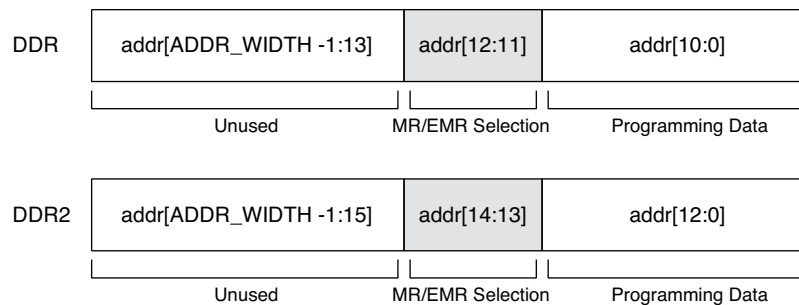 DDR addr[ADDR_WIDTH -1:13] addr[12:11] addr[10:0]
Unused MR/EMR Selection Programming Data
DDR2 addr[ADDR_WIDTH -1:15] addr[14:13] addr[12:0]
Unused MR/EMR Selection Programming Data